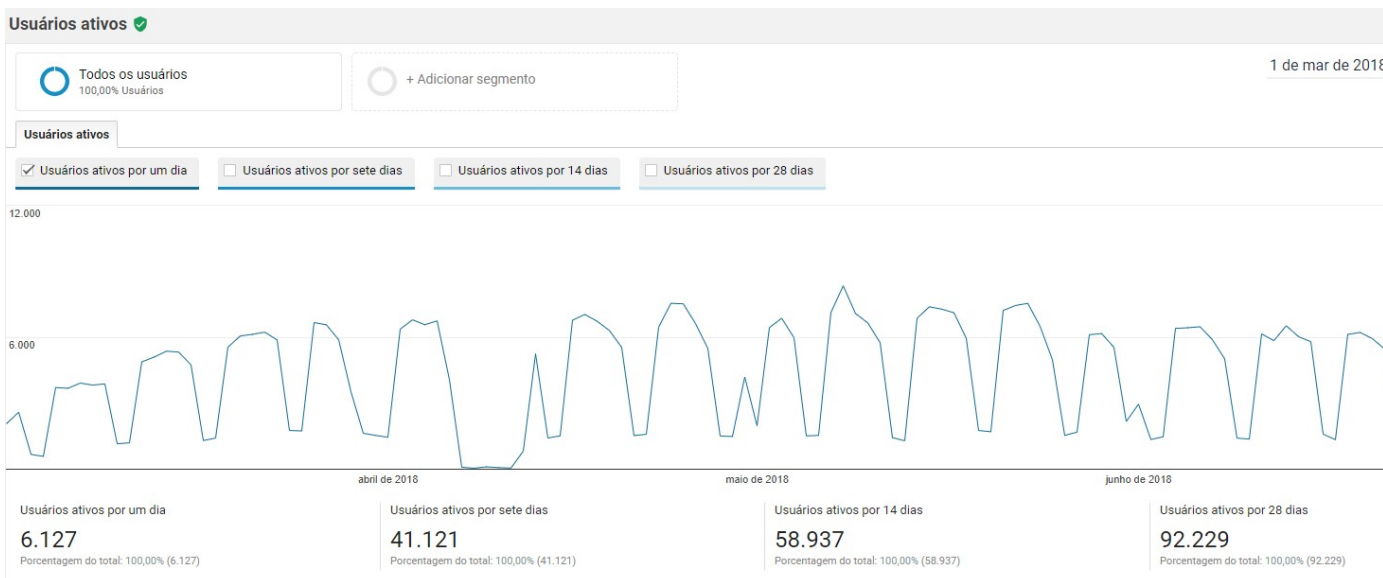 Usuários ativos
Todos os usuários
100,00% Usuários
+ Adicionar segmento
1 de mar de 2018
Usuários ativos
Usuários ativos por um dia
Usuários ativos por sete dias
Usuários ativos por 14 dias
Usuários ativos por 28 dias
12.000
6.000
abril de 2018
maio de 2018
junho de 2018
Usuários ativos por um dia
6.127
Porcentagem do total: 100,00% (6.127)
Usuários ativos por sete dias
41.121
Porcentagem do total: 100,00% (41.121)
Usuários ativos por 14 dias
58.937
Porcentagem do total: 100,00% (58.937)
Usuários ativos por 28 dias
92.229
Porcentagem do total: 100,00% (92.229)